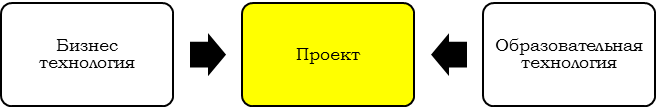 Бизнес
технология
Проект
Образовательная
технология